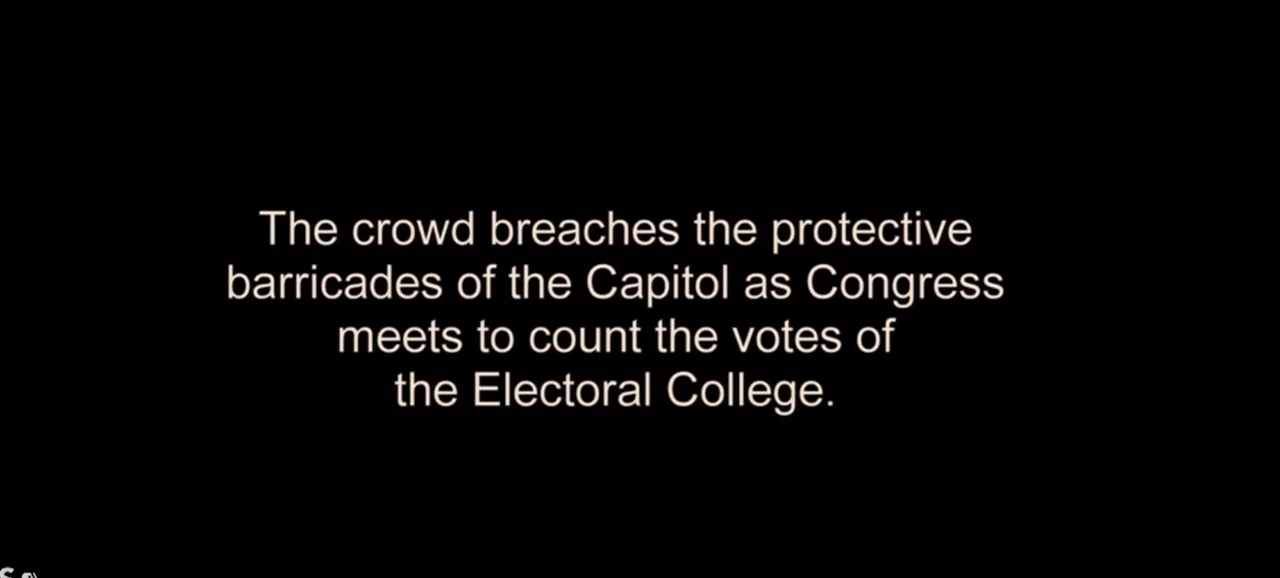 The crowd breaches the protective
barricades of the Capitol as Congress
meets to count the votes of
the Electoral College.